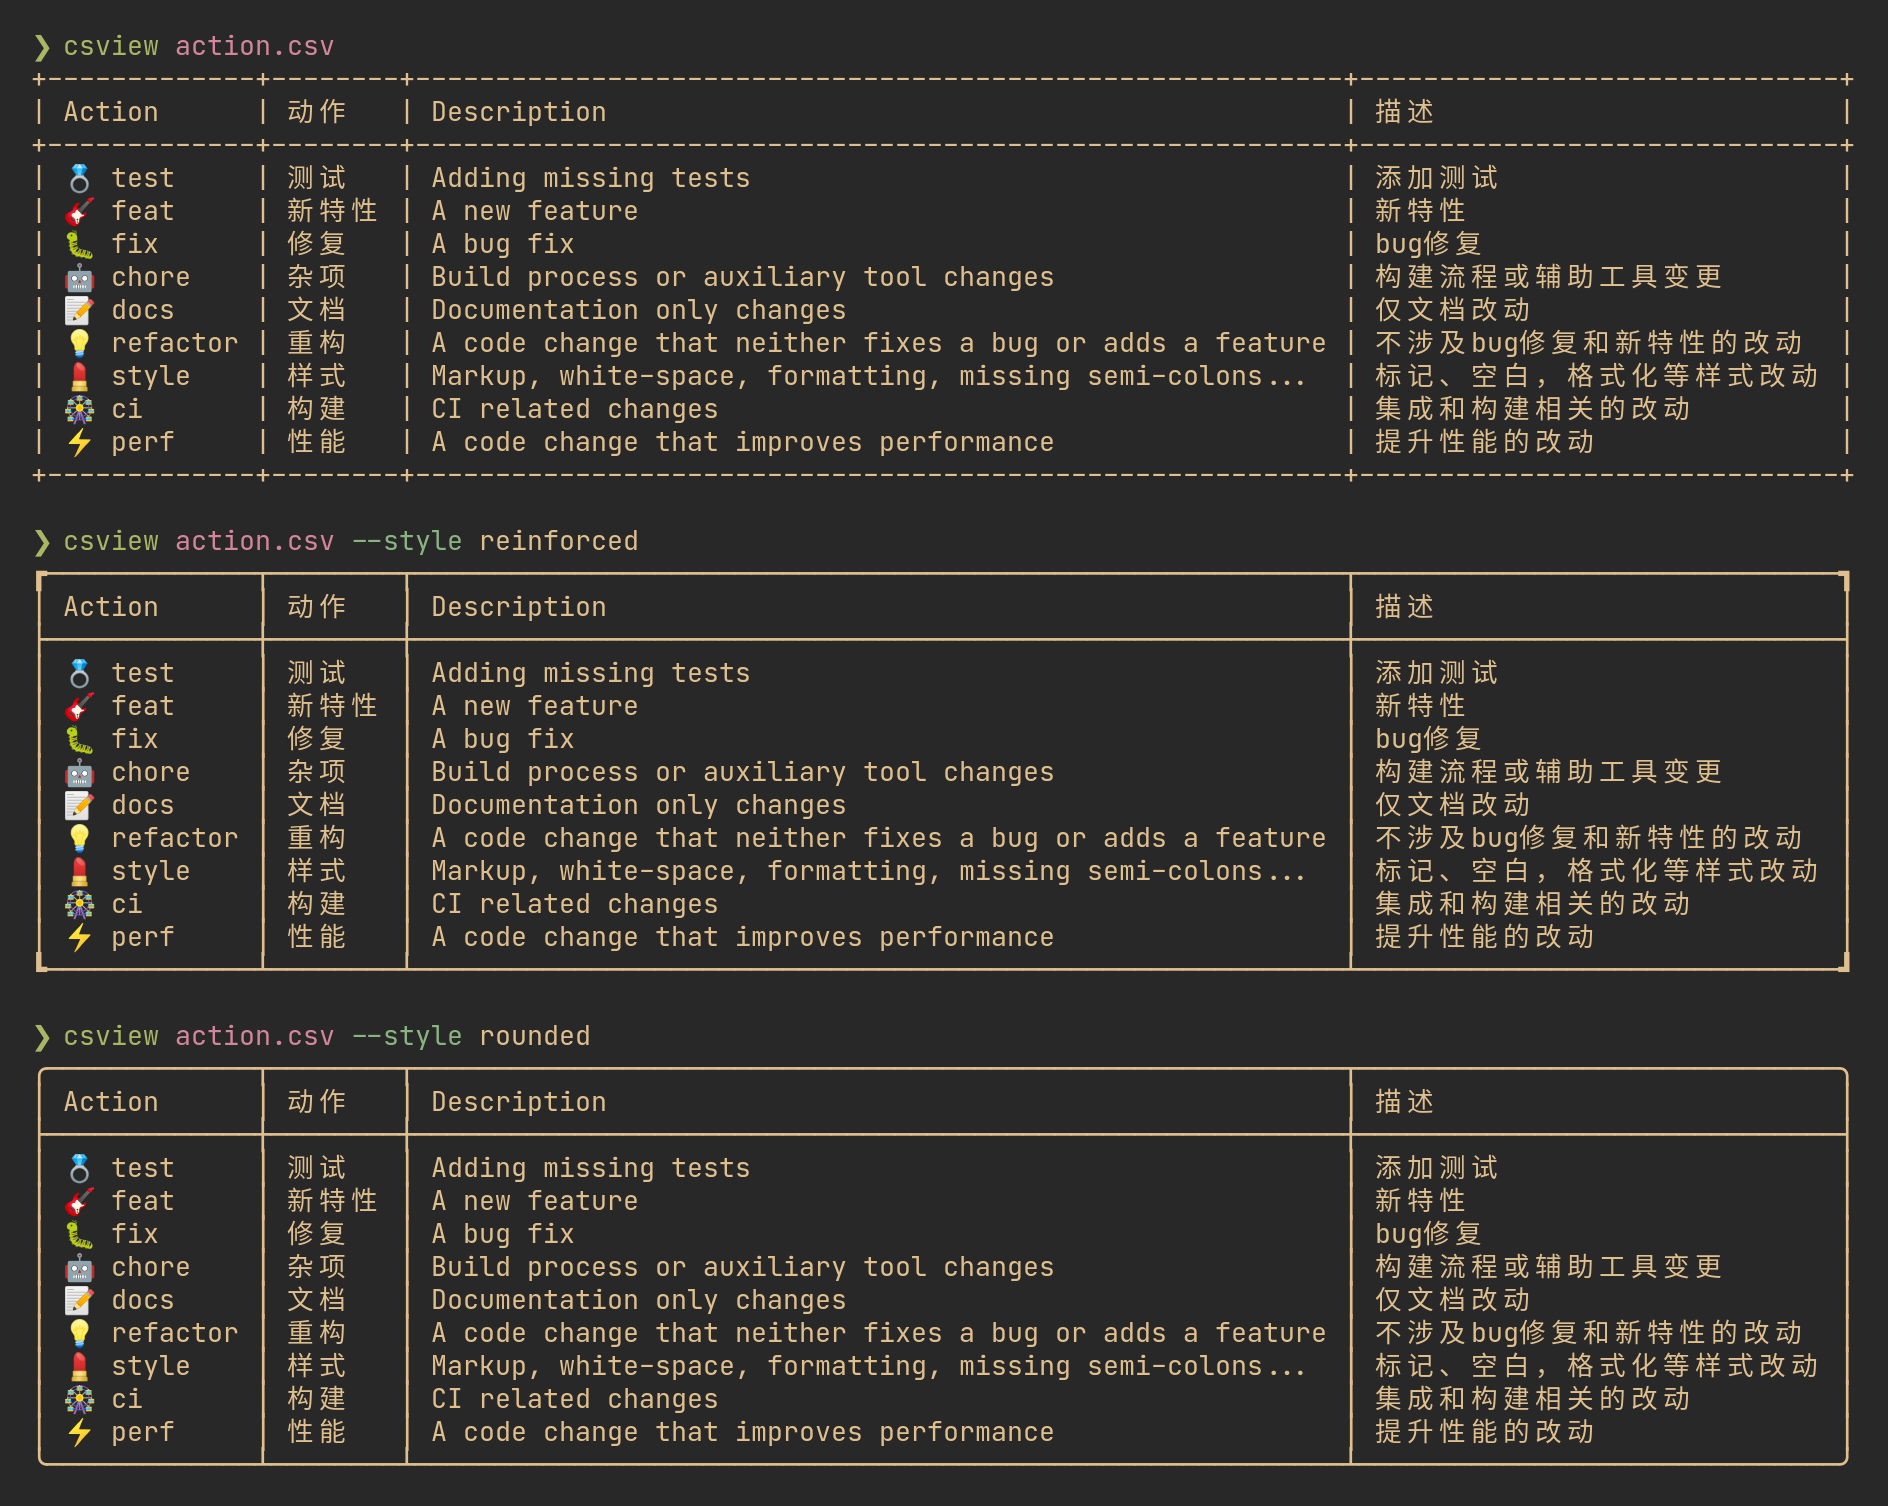 ❯ csview action.csv
+-------------+--------+----------------------------------------------------------+------------------------------+
| Action      | 动作   | Description                                              | 描述                         |
+-------------+--------+----------------------------------------------------------+------------------------------+
| 💍 test     | 测试   | Adding missing tests                                     | 添加测试                     |
| 🎸 feat     | 新特性 | A new feature                                            | 新特性                       |
| 🐛 fix      | 修复   | A bug fix                                                | bug修复                      |
| 🤖 chore    | 杂项   | Build process or auxiliary tool changes                  | 构建流程或辅助工具变更       |
| 📝 docs     | 文档   | Documentation only changes                               | 仅文档改动                   |
| 💡 refactor | 重构   | A code change that neither fixes a bug or adds a feature | 不涉及bug修复和新特性的改动  |
| 💄 style    | 样式   | Markup, white-space, formatting, missing semi-colons...  | 标记、空白，格式化等样式改动 |
| 🎡 ci       | 构建   | CI related changes                                       | 集成和构建相关的改动         |
| ⚡ perf     | 性能   | A code change that improves performance                  | 提升性能的改动               |
+-------------+--------+----------------------------------------------------------+------------------------------+
❯ csview action.csv --style reinforced
┏─────────────┬────────┬──────────────────────────────────────────────────────────┬──────────────────────────────┓
│ Action      │ 动作   │ Description                                              │ 描述                         │
├─────────────┼────────┼──────────────────────────────────────────────────────────┼──────────────────────────────┤
│ 💍 test     │ 测试   │ Adding missing tests                                     │ 添加测试                     │
│ 🎸 feat     │ 新特性 │ A new feature                                            │ 新特性                       │
│ 🐛 fix      │ 修复   │ A bug fix                                                │ bug修复                      │
│ 🤖 chore    │ 杂项   │ Build process or auxiliary tool changes                  │ 构建流程或辅助工具变更       │
│ 📝 docs     │ 文档   │ Documentation only changes                               │ 仅文档改动                   │
│ 💡 refactor │ 重构   │ A code change that neither fixes a bug or adds a feature │ 不涉及bug修复和新特性的改动  │
│ 💄 style    │ 样式   │ Markup, white-space, formatting, missing semi-colons...  │ 标记、空白，格式化等样式改动 │
│ 🎡 ci       │ 构建   │ CI related changes                                       │ 集成和构建相关的改动         │
│ ⚡ perf     │ 性能   │ A code change that improves performance                  │ 提升性能的改动               │
┗─────────────┴────────┴──────────────────────────────────────────────────────────┴──────────────────────────────┛
❯ csview action.csv --style rounded
╭─────────────┬────────┬──────────────────────────────────────────────────────────┬──────────────────────────────╮
│ Action      │ 动作   │ Description                                              │ 描述                         │
├─────────────┼────────┼──────────────────────────────────────────────────────────┼──────────────────────────────┤
│ 💍 test     │ 测试   │ Adding missing tests                                     │ 添加测试                     │
│ 🎸 feat     │ 新特性 │ A new feature                                            │ 新特性                       │
│ 🐛 fix      │ 修复   │ A bug fix                                                │ bug修复                      │
│ 🤖 chore    │ 杂项   │ Build process or auxiliary tool changes                  │ 构建流程或辅助工具变更       │
│ 📝 docs     │ 文档   │ Documentation only changes                               │ 仅文档改动                   │
│ 💡 refactor │ 重构   │ A code change that neither fixes a bug or adds a feature │ 不涉及bug修复和新特性的改动  │
│ 💄 style    │ 样式   │ Markup, white-space, formatting, missing semi-colons...  │ 标记、空白，格式化等样式改动 │
│ 🎡 ci       │ 构建   │ CI related changes                                       │ 集成和构建相关的改动         │
│ ⚡ perf     │ 性能   │ A code change that improves performance                  │ 提升性能的改动               │
╰─────────────┴────────┴──────────────────────────────────────────────────────────┴──────────────────────────────╯